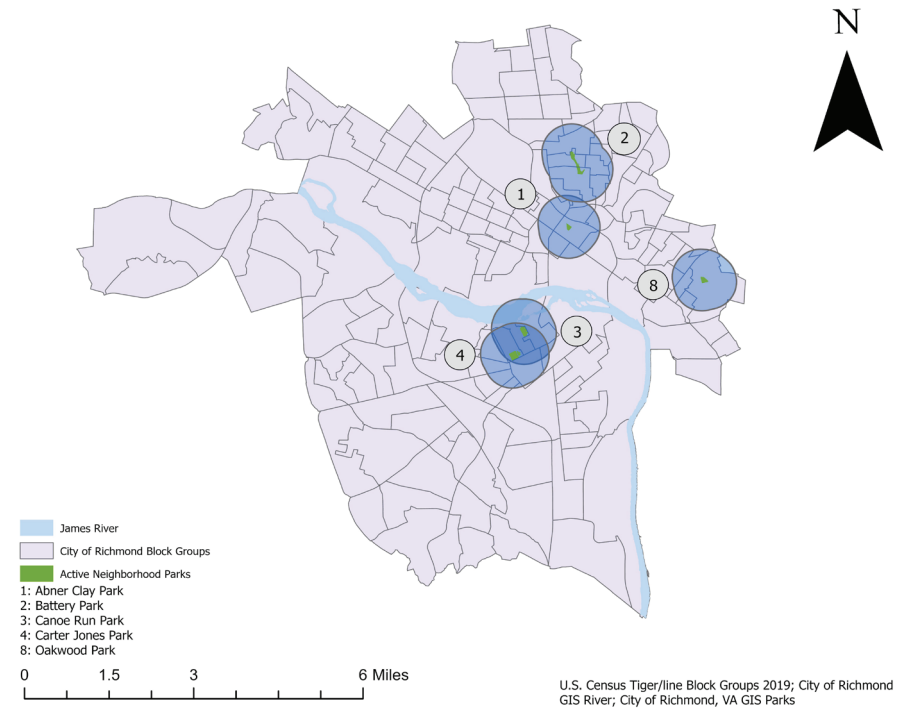 N
2
1
8
3
4
James River
City of Richmond Block Groups
Active Neighborhood Parks
1: Abner Clay Park
2: Battery Park
3: Canoe Run Park
4: Carter Jones Park
8: Oakwood Park
0 1.5 3 6 Miles
U.S. Census Tiger/line Block Groups 2019; City of Richmond
GIS River; City of Richmond, VA GIS Parks